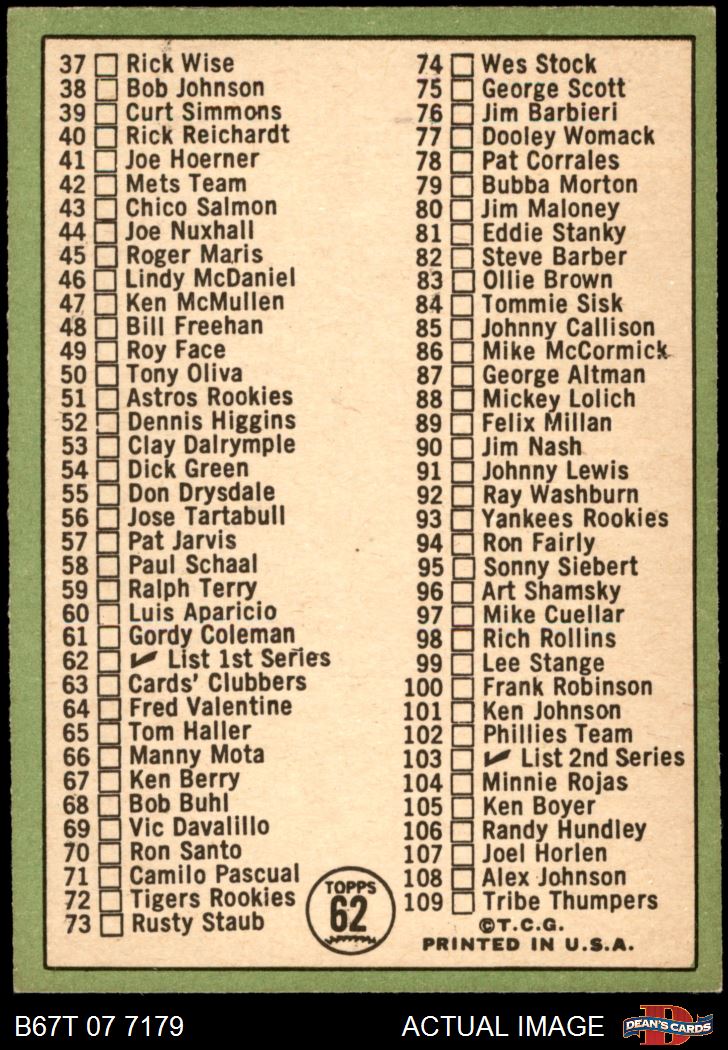 37 Rick Wise
38 Bob Johnson
39 Curt Simmons
40 Rick Reichardt
41 Joe Hoerner
42 Mets Team
43 Chico Salmon
44 Joe Nuxhall
45 Roger Maris
46 Lindy McDaniel
47 Ken McMullen
48 Bill Freehan
49 Roy Face
50 Tony Oliva
51 Astros Rookies
52 Dennis Higgins
53 Clay Dalrymple
54 Dick Green
55 Don Drysdale
56 Jose Tartabull
57 Pat Jarvis
58 Paul Schaal
59 Ralph Terry
60 Luis Aparicio
61 Gordy Coleman
62 ✔ List 1st Series
63 Cards' Clubbers
64 Fred Valentine
65 Tom Haller
66 Manny Mota
67 Ken Berry
68 Bob Buhl
69 Vic Davalillo
70 Ron Santo
71 Camilo Pascual
72 Tigers Rookies
73 Rusty Staub
74 Wes Stock
75 George Scott
76 Jim Barbieri
77 Dooley Womack
78 Pat Corrales
79 Bubba Morton
80 Jim Maloney
81 Eddie Stanky
82 Steve Barber
83 Ollie Brown
84 Tommie Sisk
85 Johnny Callison
86 Mike McCormick
87 George Altman
88 Mickey Lolich
89 Felix Millan
90 Jim Nash
91 Johnny Lewis
92 Ray Washburn
93 Yankees Rookies
94 Ron Fairly
95 Sonny Siebert
96 Art Shamsky
97 Mike Cuellar
98 Rich Rollins
99 Lee Stange
100 Frank Robinson
101 Ken Johnson
102 Phillies Team
103 ✔ List 2nd Series
104 Minnie Rojas
105 Ken Boyer
106 Randy Hundley
107 Joel Horlen
108 Alex Johnson
109 Tribe Thumpers
TOPPS
62
©T.C.G.
PRINTED IN U.S.A.
B67T 07 7179
ACTUAL IMAGE
D
DEAN'S CARDS